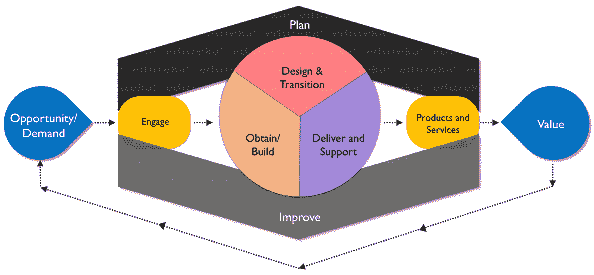 Plan
Design &
Transition
Opportunity/
Demand
Engage
Obtain/
Build
Deliver and
Support
Products and
Services
Value
Improve